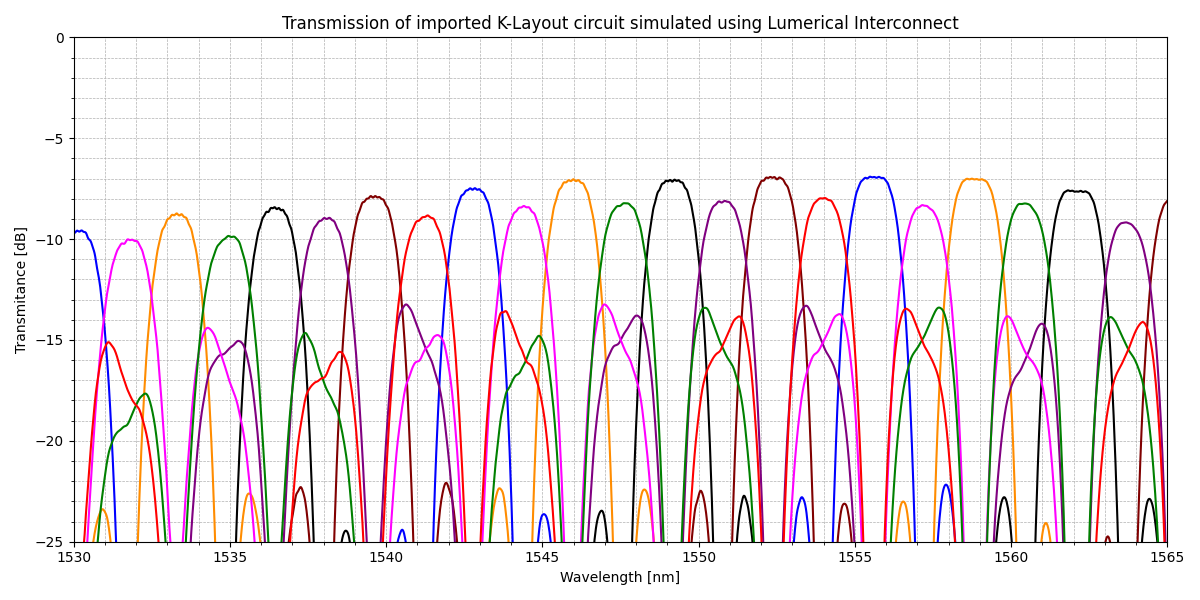 Transmission of imported K-Layout circuit simulated using Lumerical Interconnect
0
−5
−10
−15
−20
−25
Transmitance [dB]
1530 1535 1540 1545 1550 1555 1560 1565
Wavelength [nm]